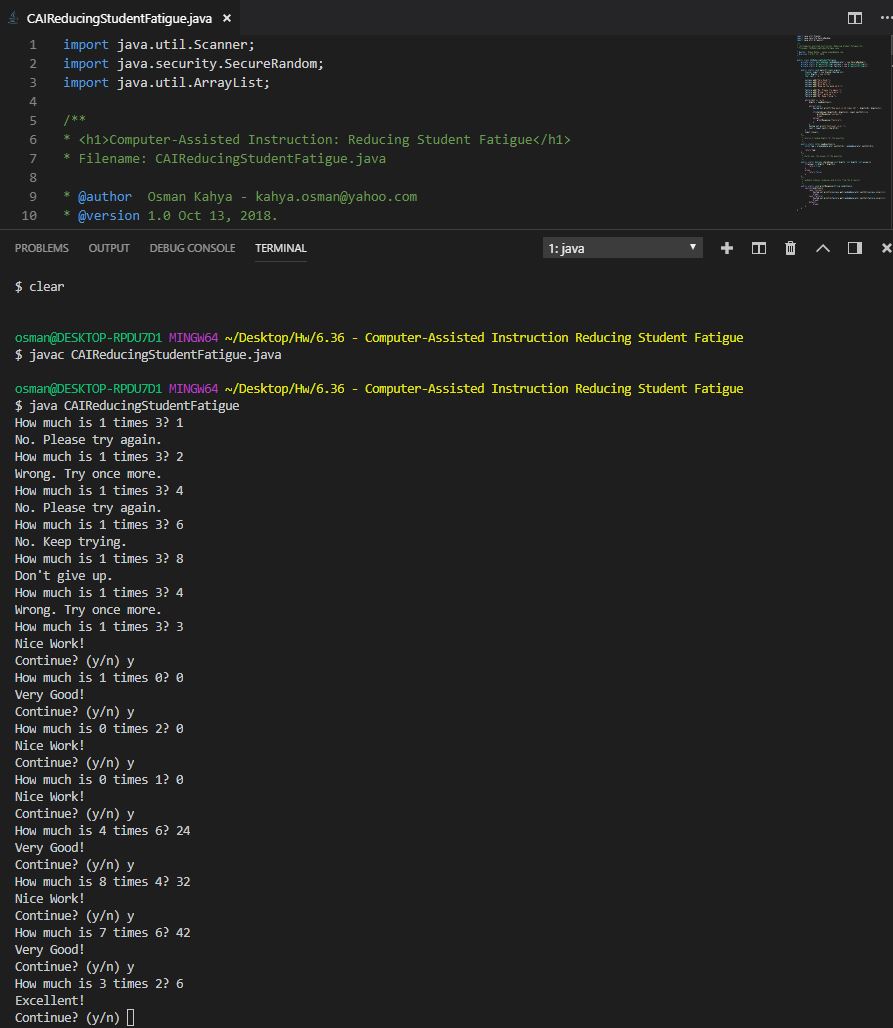 CAIReducingStudentFatigue.java ×
1 import java.util.Scanner;
2 import java.security.SecureRandom;
3 import java.util.ArrayList;
4
5 /**
6 * <h1>Computer-Assisted Instruction: Reducing Student Fatigue</h1>
7 * Filename: CAIReducingStudentFatigue.java
8
9 * @author  Osman Kahya - kahya.osman@yahoo.com
10 * @version 1.0 Oct 13, 2018.
PROBLEMS OUTPUT DEBUG CONSOLE TERMINAL 1: java
$ clear
osman@DESKTOP-RPDU7D1 MINGW64 ~/Desktop/Hw/6.36 - Computer-Assisted Instruction Reducing Student Fatigue
$ javac CAIReducingStudentFatigue.java
osman@DESKTOP-RPDU7D1 MINGW64 ~/Desktop/Hw/6.36 - Computer-Assisted Instruction Reducing Student Fatigue
$ java CAIReducingStudentFatigue
How much is 1 times 3? 1
No. Please try again.
How much is 1 times 3? 2
Wrong. Try once more.
How much is 1 times 3? 4
No. Please try again.
How much is 1 times 3? 6
No. Keep trying.
How much is 1 times 3? 8
Don't give up.
How much is 1 times 3? 4
Wrong. Try once more.
How much is 1 times 3? 3
Nice Work!
Continue? (y/n) y
How much is 1 times 0? 0
Very Good!
Continue? (y/n) y
How much is 0 times 2? 0
Nice Work!
Continue? (y/n) y
How much is 0 times 1? 0
Nice Work!
Continue? (y/n) y
How much is 4 times 6? 24
Very Good!
Continue? (y/n) y
How much is 8 times 4? 32
Nice Work!
Continue? (y/n) y
How much is 7 times 6? 42
Very Good!
Continue? (y/n) y
How much is 3 times 2? 6
Excellent!
Continue? (y/n)